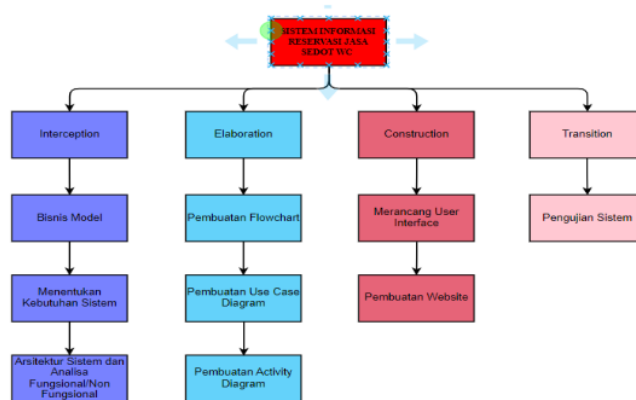 SISTEM INFORMASI
RESERVASI JASA
SEDOT WC
Interception
Elaboration
Construction
Transition
Bisnis Model
Pembuatan Flowchart
Merancang User
Interface
Pengujian Sistem
Menentukan
Kebutuhan Sistem
Pembuatan Use Case
Diagram
Pembuatan Website
Arsitektur Sistem dan
Analisa
Fungsional/Non
Fungsional
Pembuatan Activity
Diagram